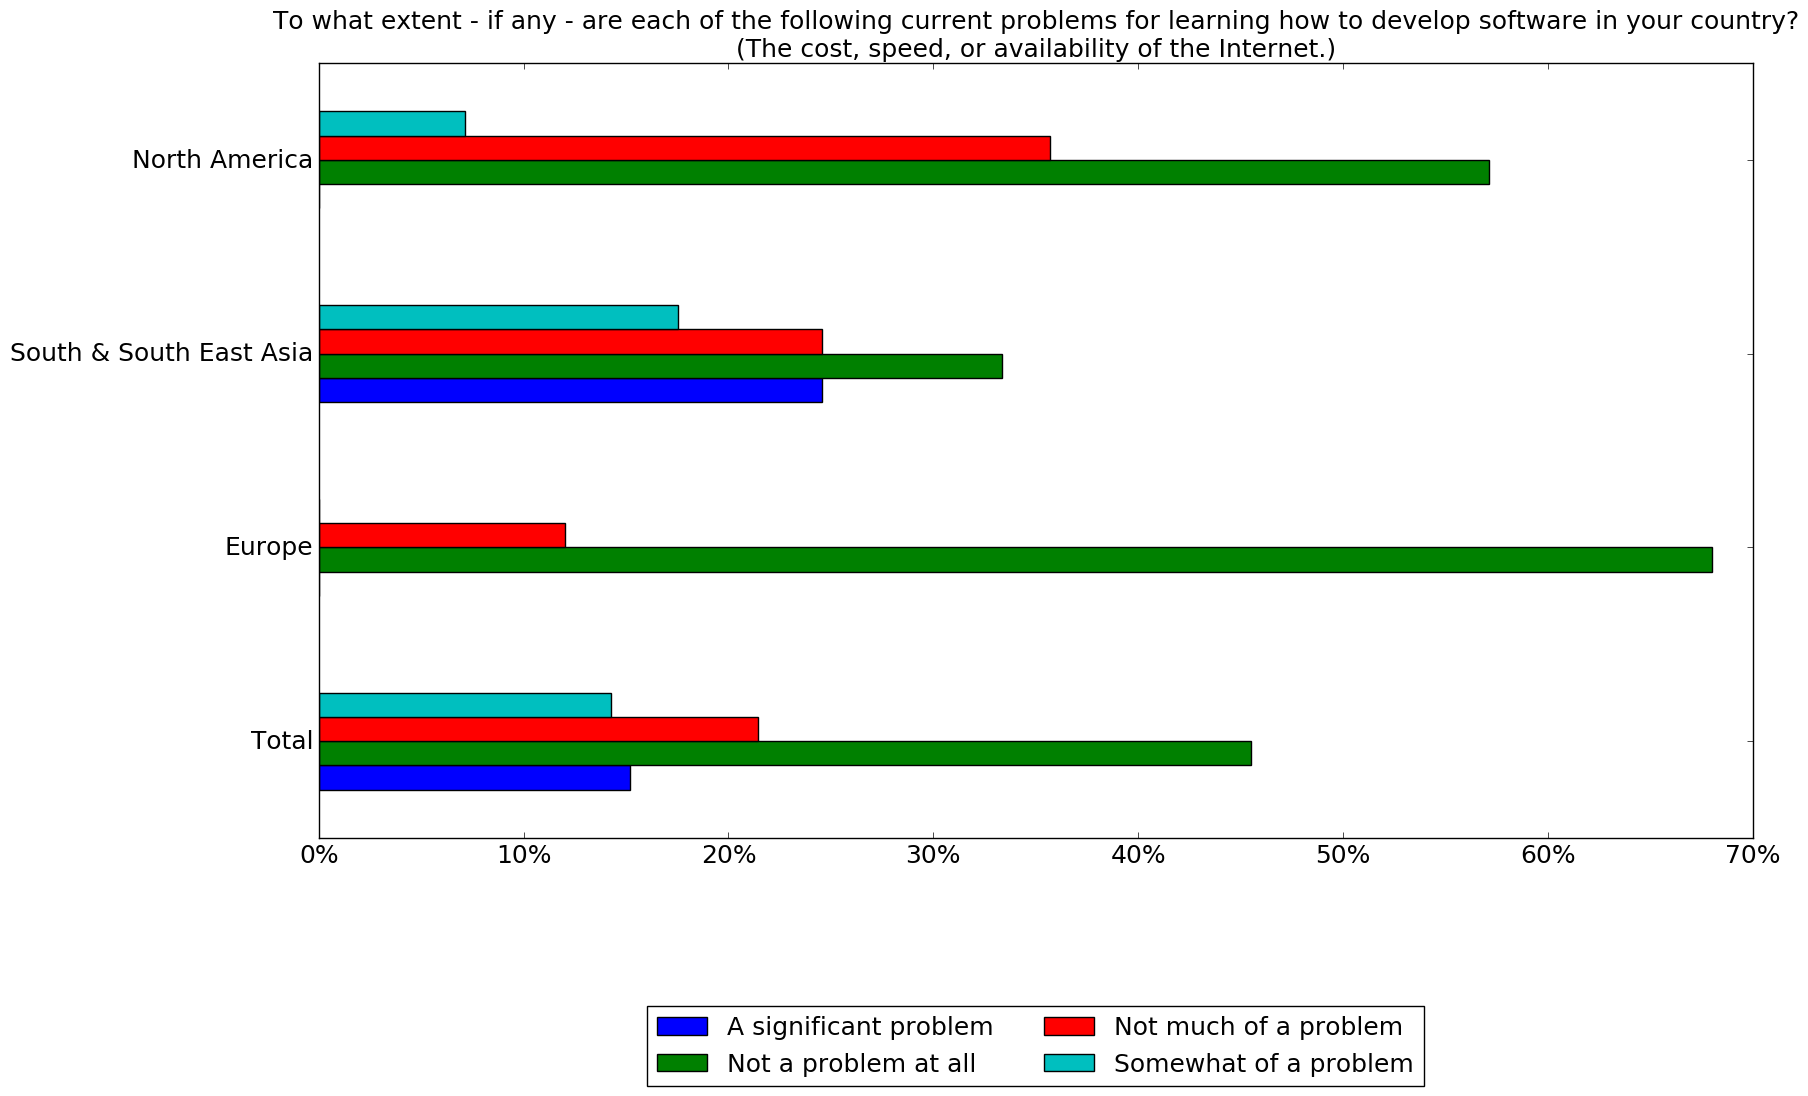 To what extent - if any - are each of the following current problems for learning how to develop software in your country?
(The cost, speed, or availability of the Internet.)
North America
South & South East Asia
Europe
Total
0% 10% 20% 30% 40% 50% 60% 70%
A significant problem Not much of a problem
Not a problem at all Somewhat of a problem